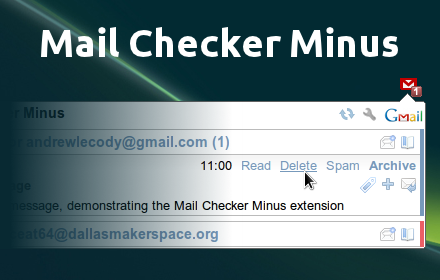 Mail Checker Minus
1
r Minus
Gmail
r.andrewlecody@gmail.com (1)
11:00 Read Delete Spam Archive
ge
essage, demonstrating the Mail Checker Minus extension
eat64@dallasmakerspace.org